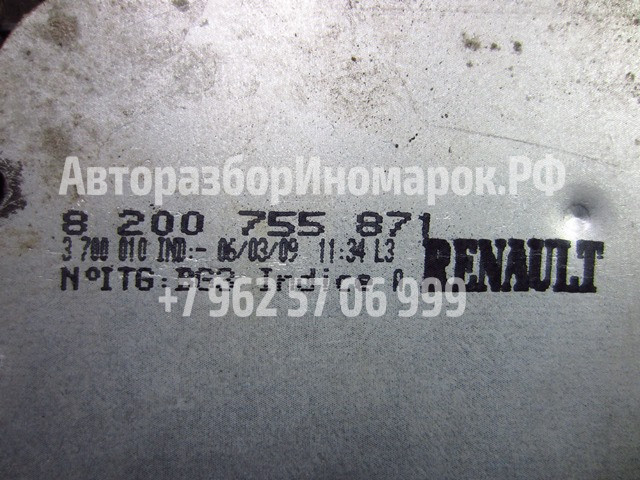 АвторазборИномарок.РФ
8 200 755 871
3 700 010 IND:- 06/03/09 11:34 L3
RENAULT
N°ITG: Indice A
+7 962 57 06 999